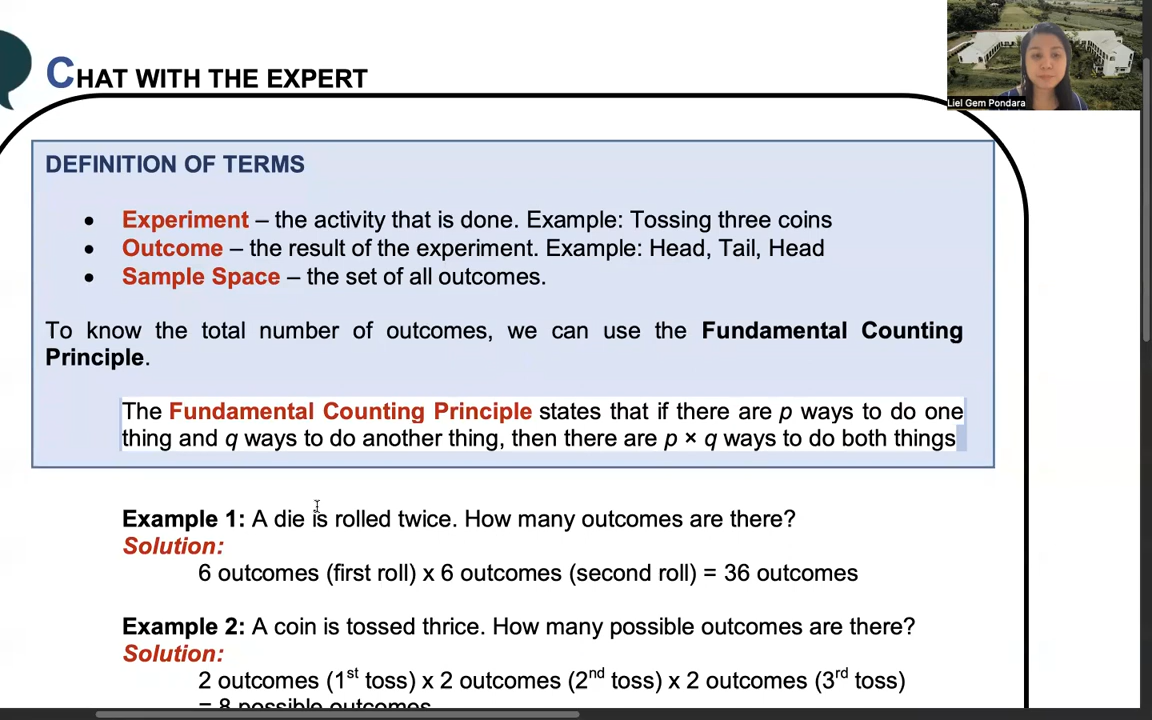 CHAT WITH THE EXPERT
Liel Gem Pondara
DEFINITION OF TERMS
• Experiment – the activity that is done. Example: Tossing three coins
• Outcome – the result of the experiment. Example: Head, Tail, Head
• Sample Space – the set of all outcomes.
To know the total number of outcomes, we can use the Fundamental Counting
Principle.
The Fundamental Counting Principle states that if there are p ways to do one
thing and q ways to do another thing, then there are p × q ways to do both things
Example 1: A die is rolled twice. How many outcomes are there?
Solution:
6 outcomes (first roll) x 6 outcomes (second roll) = 36 outcomes
Example 2: A coin is tossed thrice. How many possible outcomes are there?
Solution:
2 outcomes (1st toss) x 2 outcomes (2nd toss) x 2 outcomes (3rd toss)
= 8 possible outcomes